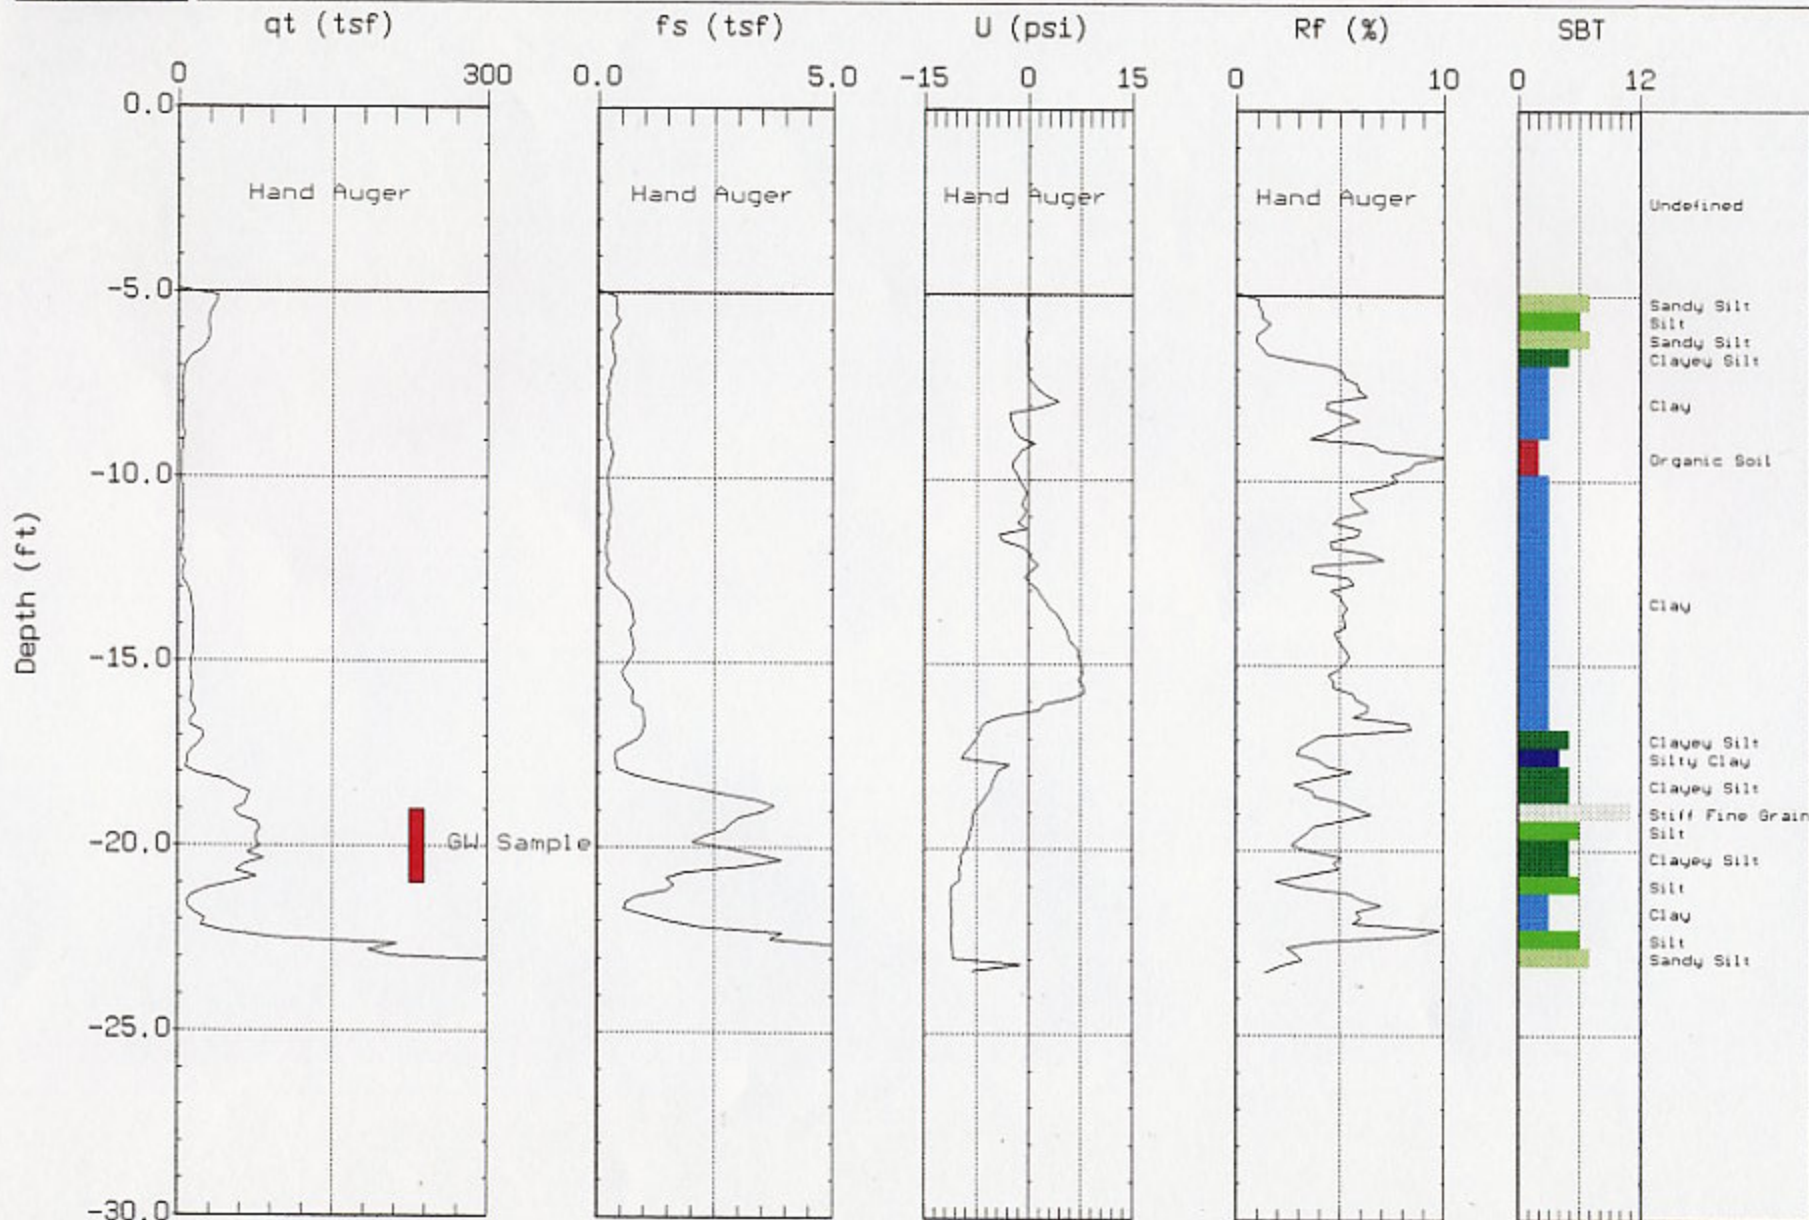 qt (tsf) fs (tsf) U (psi) Rf (%) SBT
0 300 0.0 5.0 -15 0 15 0 10 0 12
0.0
Hand Auger Hand Auger Hand Auger Hand Auger
Undefined
-5.0
Sandy Silt
Silt
Sandy Silt
Clayey Silt
Clay
Organic Soil
-10.0
Depth (ft)
Clay
-15.0
Clayey Silt
Silty Clay
Clayey Silt
Stiff Fine Grain
Silt
-20.0 GW Sample
Clayey Silt
Silt
Clay
Silt
Sandy Silt
-25.0
-30.0